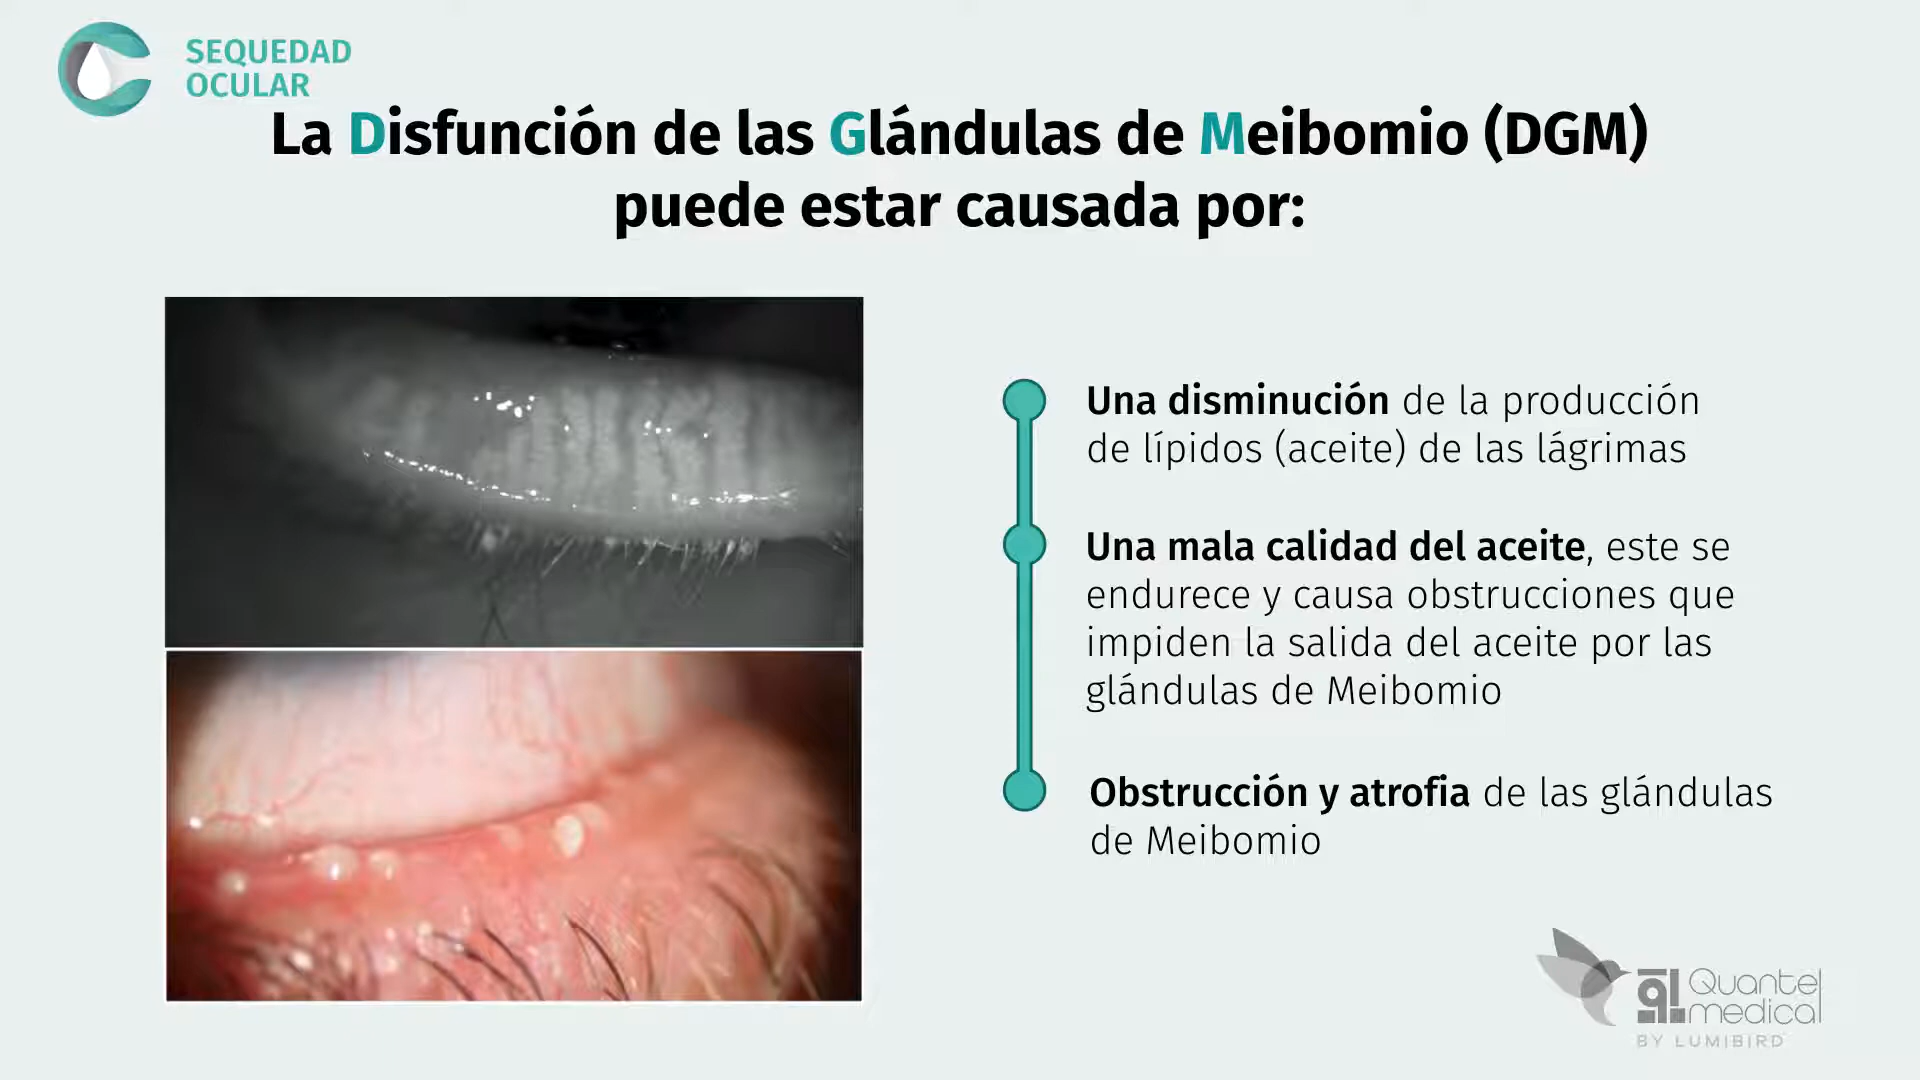 SEQUEDAD
OCULAR
La Disfunción de las Glándulas de Meibomio (DGM)
puede estar causada por:
Una disminución de la producción
de lípidos (aceite) de las lágrimas
Una mala calidad del aceite, este se
endurece y causa obstrucciones que
impiden la salida del aceite por las
glándulas de Meibomio
Obstrucción y atrofia de las glándulas
de Meibomio
Quantel
medical
BY LUMIBIRD